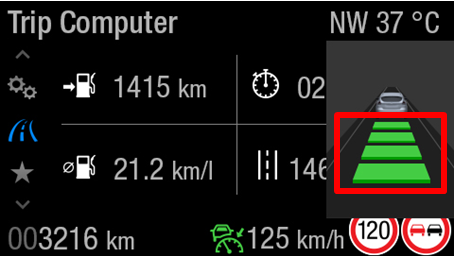 Trip Computer NW 37 °C
1415 km 02
21.2 km/l 146
003216 km 125 km/h 120